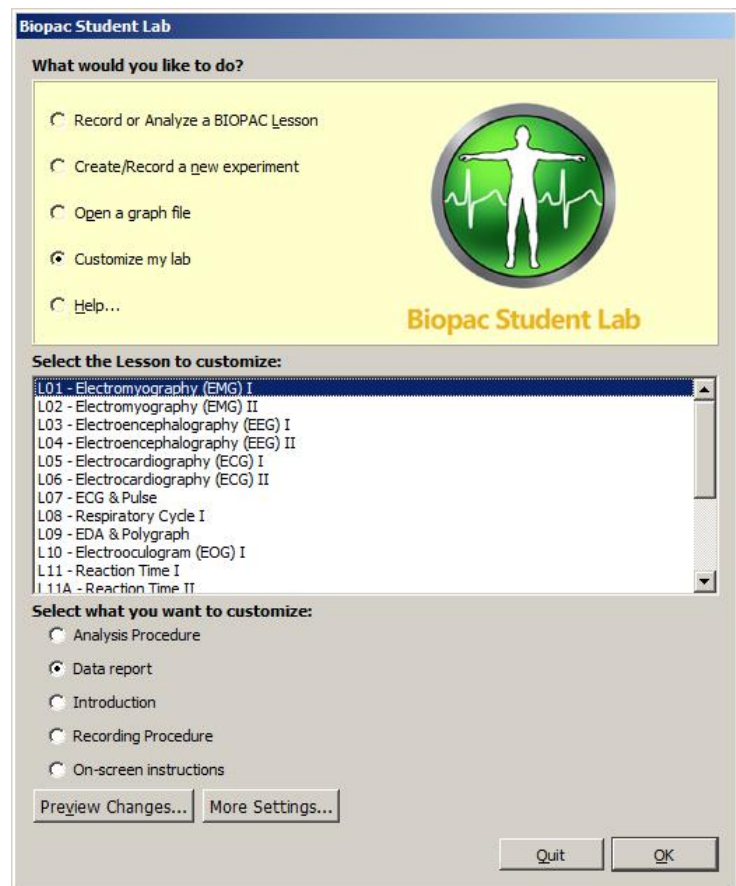 Biopac Student Lab
What would you like to do?
Record or Analyze a BIOPAC Lesson
Create/Record a new experiment
Open a graph file
Customize my lab
Help...
Biopac Student Lab
Select the Lesson to customize:
L01 - Electromyography (EMG) I
L02 - Electromyography (EMG) II
L03 - Electroencephalography (EEG) I
L04 - Electroencephalography (EEG) II
L05 - Electrocardiography (ECG) I
L06 - Electrocardiography (ECG) II
L07 - ECG & Pulse
L08 - Respiratory Cycle I
L09 - EDA & Polygraph
L10 - Electrooculogram (EOG) I
L11 - Reaction Time I
L11A - Reaction Time II
Select what you want to customize:
Analysis Procedure
Data report
Introduction
Recording Procedure
On-screen instructions
Preview Changes... More Settings...
Quit OK